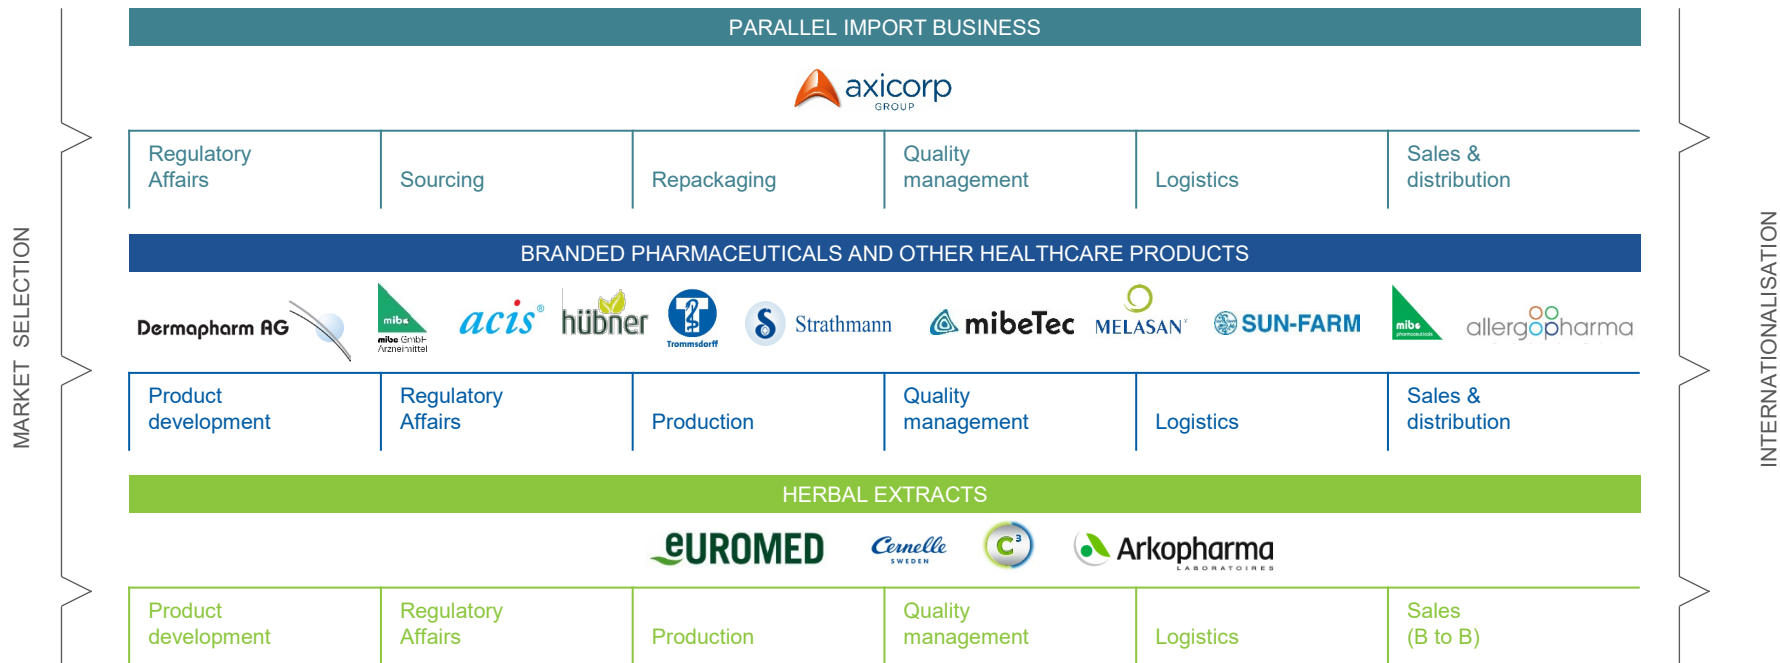 PARALLEL IMPORT BUSINESS
axicorp
GROUP
Regulatory
Affairs
Sourcing
Repackaging
Quality
management
Logistics
Sales &
distribution
MARKET SELECTION
INTERNATIONALISATION
BRANDED PHARMACEUTICALS AND OTHER HEALTHCARE PRODUCTS
Dermapharm AG
mibe
mibe GmbH
Arzneimittel
acis®
hübner
Trommsdorff
Strathmann
mibeTec
MELASAN
SUN-FARM
mibe
pharmaceuticals
allergopharma
Product
development
Regulatory
Affairs
Production
Quality
management
Logistics
Sales &
distribution
HERBAL EXTRACTS
eUROMED
Cernelle
SWEDEN
C³
Arkopharma
LABORATOIRES
Product
development
Regulatory
Affairs
Production
Quality
management
Logistics
Sales
(B to B)